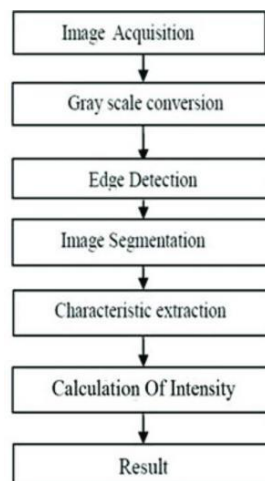 Image Acquisition
Gray scale conversion
Edge Detection
Image Segmentation
Characteristic extraction
Calculation Of Intensity
Result